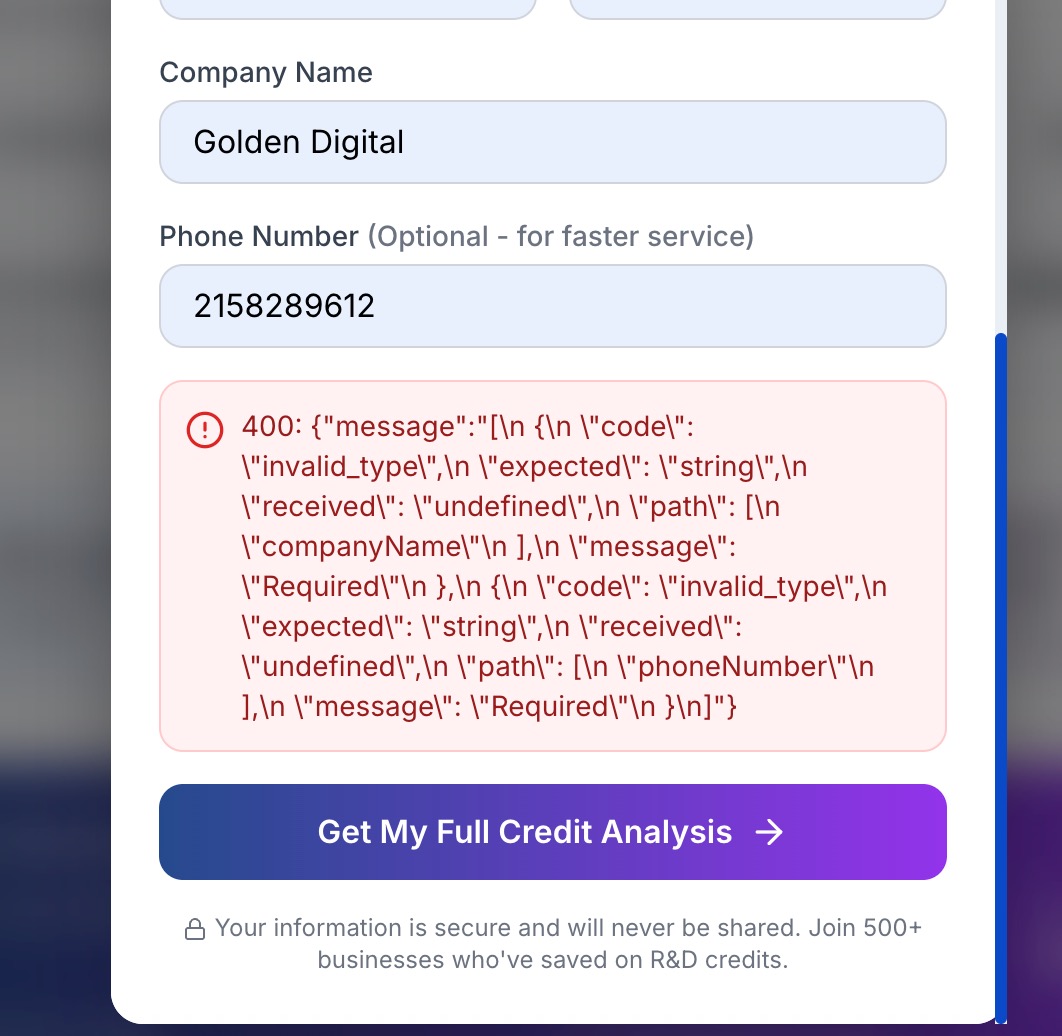 Company Name
Golden Digital
Phone Number (Optional - for faster service)
2158289612
400: {"message":"[\n {\n \"code\":
\"invalid_type\",\n \"expected\": \"string\",\n
\"received\": \"undefined\",\n \"path\": [\n
\"companyName\"\n ],\n \"message\":
\"Required\"\n },\n {\n \"code\": \"invalid_type\",\n
\"expected\": \"string\",\n \"received\":
\"undefined\",\n \"path\": [\n \"phoneNumber\"\n
],\n \"message\": \"Required\"\n }\n]"}
Get My Full Credit Analysis →
Your information is secure and will never be shared. Join 500+
businesses who've saved on R&D credits.